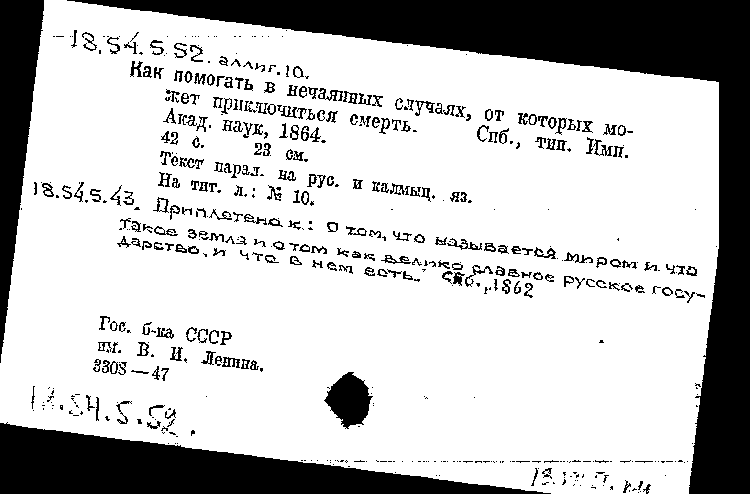 18.54.5.52. аллиг.10.
Как помогать в нечаянных случаях, от которых мо-
жет приключиться смерть. Спб., тип. Имп.
Акад. наук, 1864.
42 с. 23 см.
Текст парал. на рус. и калмыц. яз.
На тит. л.: № 10.
18.54.5.43. Приплетено к.: О том, что называется миром и что
такое земля и о том как велико славное русское госу-
дарство, и что в нем есть. Спб., 1862
Гос. б-ка СССР
им. В. И. Ленина.
3308—47
18.54.5.52.